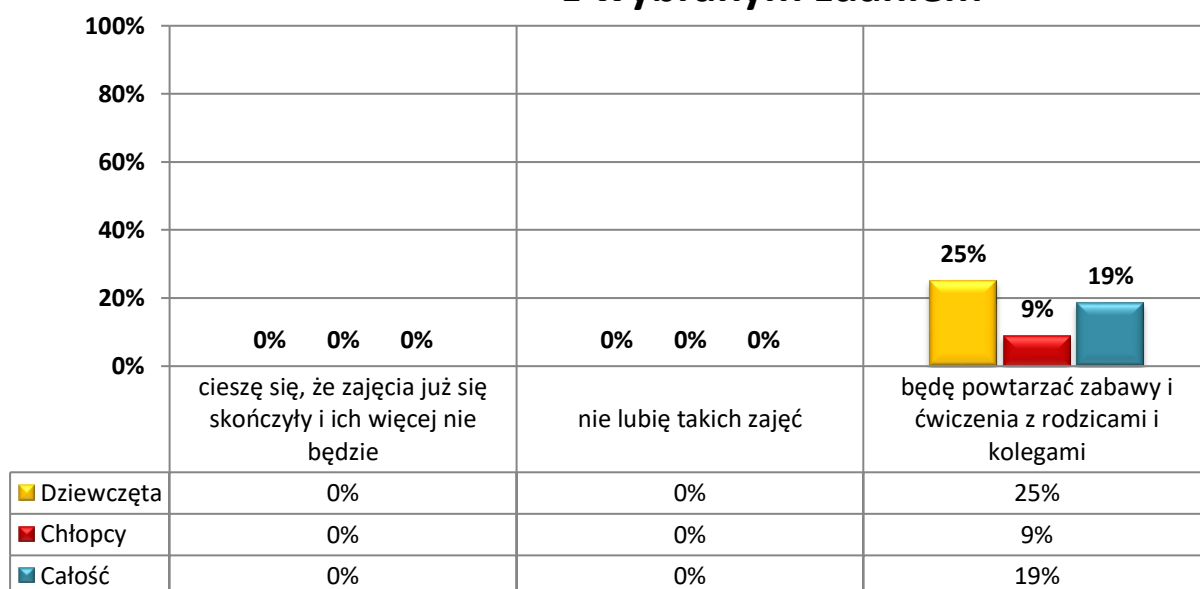 100%
80%
60%
40%
20%
0%
0% 0% 0%
0% 0% 0%
25%
9%
19%
cieszę się, że zajęcia już się
skończyły i ich więcej nie
będzie
nie lubię takich zajęć
będę powtarzać zabawy i
ćwiczenia z rodzicami i
kolegami
Dziewczęta 0% 0% 25%
Chłopcy 0% 0% 9%
Całość 0% 0% 19%